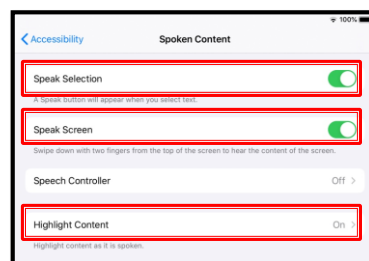 100%
Accessibility
Spoken Content
Speak Selection
A Speak button will appear when you select text.
Speak Screen
Swipe down with two fingers from the top of the screen to hear the content of the screen.
Speech Controller Off
Highlight Content On
Highlight content as it is spoken.